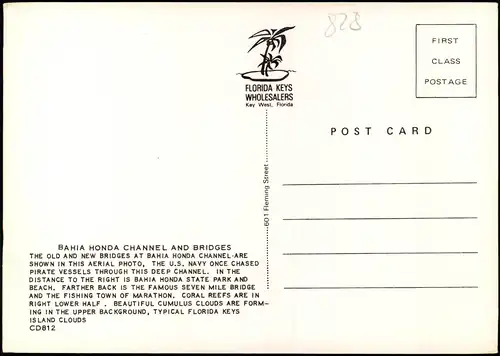 828
FIRST
CLASS
POSTAGE
FLORIDA KEYS
WHOLESALERS
Key West, Florida
POST CARD
601 Fleming Street
BAHIA HONDA CHANNEL AND BRIDGES
THE OLD AND NEW BRIDGES AT BAHIA HONDA CHANNEL-ARE
SHOWN IN THIS AERIAL PHOTO, THE U.S. NAVY ONCE CHASED
PIRATE VESSELS THROUGH THIS DEEP CHANNEL. IN THE
DISTANCE TO THE RIGHT IS BAHIA HONDA STATE PARK AND
BEACH. FARTHER BACK IS THE FAMOUS SEVEN MILE BRIDGE
AND THE FISHING TOWN OF MARATHON. CORAL REEFS ARE IN
RIGHT LOWER HALF . BEAUTIFUL CUMULUS CLOUDS ARE FORM-
ING IN THE UPPER BACKGROUND, TYPICAL FLORIDA KEYS
ISLAND CLOUDS
CD812